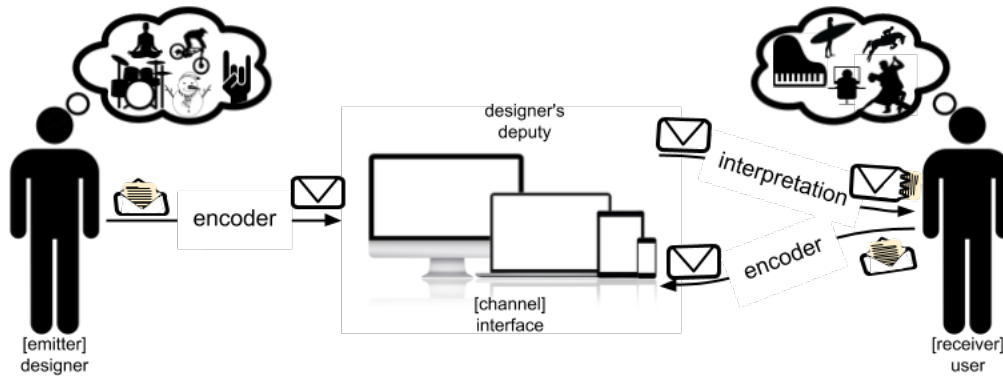 designer's
deputy
encoder
interpretation
encoder
[channel]
interface
[emitter]
designer
[receiver]
user